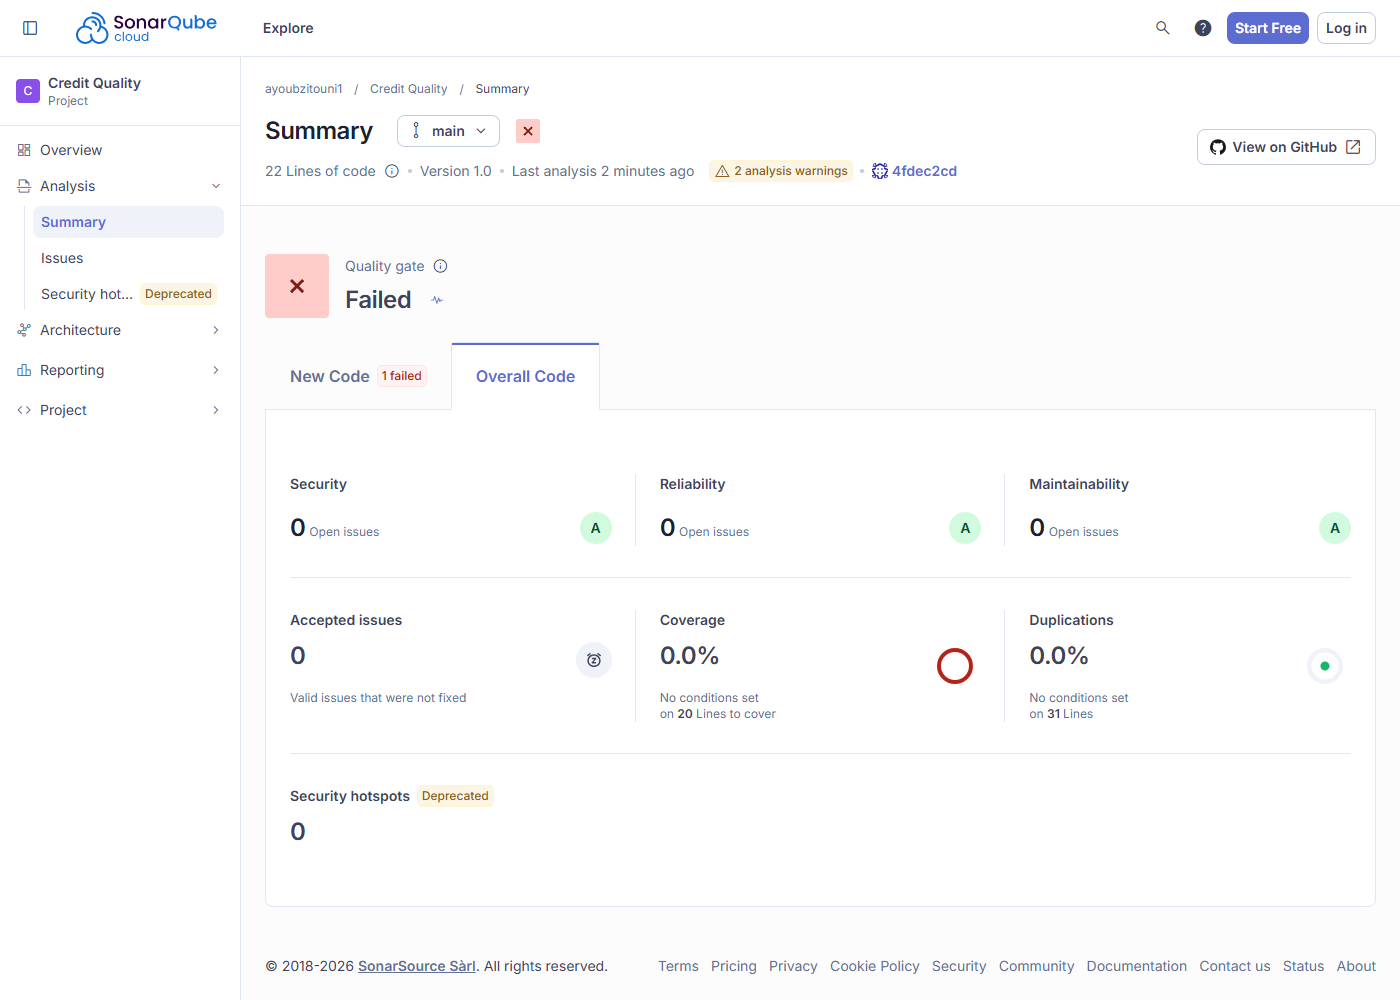 SonarQube cloud
Explore
?
Start Free
Log in
C
Credit Quality
Project
Overview
Analysis
Summary
Issues
Security hot... Deprecated
Architecture
Reporting
Project
ayoubzitouni1 / Credit Quality / Summary
Summary
main
View on GitHub
22 Lines of code
Version 1.0
Last analysis 2 minutes ago
2 analysis warnings
4fdec2cd
Quality gate
Failed
New Code 1 failed
Overall Code
Security
0 Open issues
A
Reliability
0 Open issues
A
Maintainability
0 Open issues
A
Accepted issues
0
Valid issues that were not fixed
Coverage
0.0%
No conditions set
on 20 Lines to cover
Duplications
0.0%
No conditions set
on 31 Lines
Security hotspots Deprecated
0
© 2018-2026 SonarSource Sàrl. All rights reserved.
Terms Pricing Privacy Cookie Policy Security Community Documentation Contact us Status About